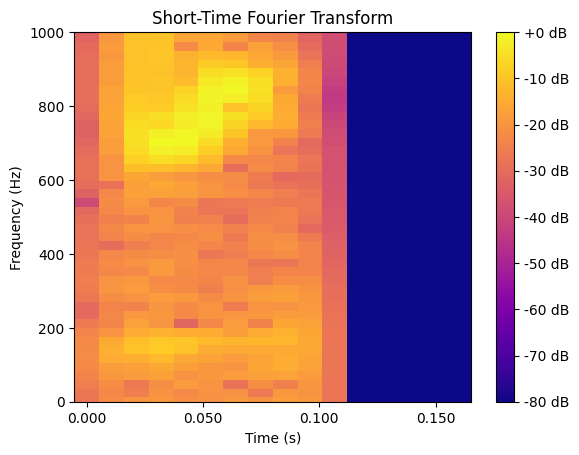 Short-Time Fourier Transform
1000
800
600
400
200
0
Frequency (Hz)
0.000
0.050
0.100
0.150
Time (s)
+0 dB
-10 dB
-20 dB
-30 dB
-40 dB
-50 dB
-60 dB
-70 dB
-80 dB